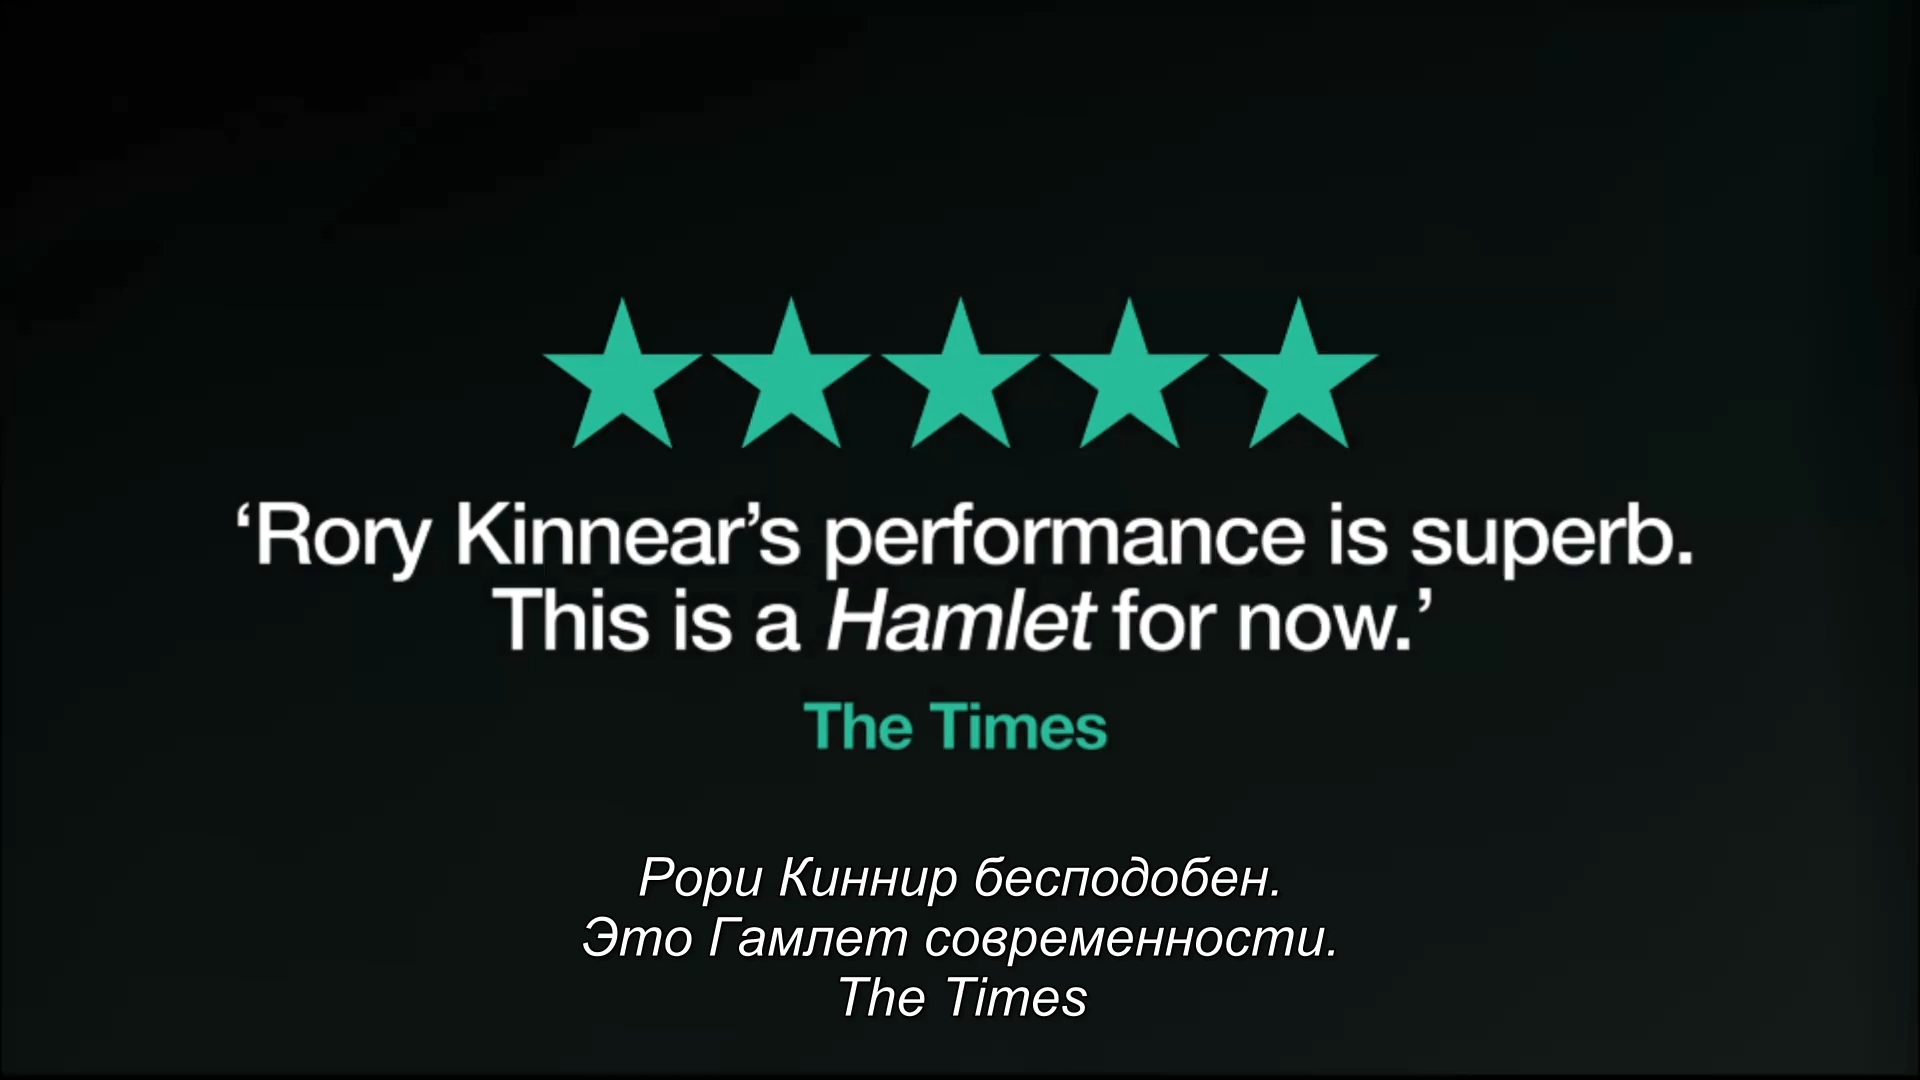 ‘Rory Kinnear’s performance is superb.
This is a Hamlet for now.’
The Times
Рори Киннир бесподобен.
Это Гамлет современности.
The Times